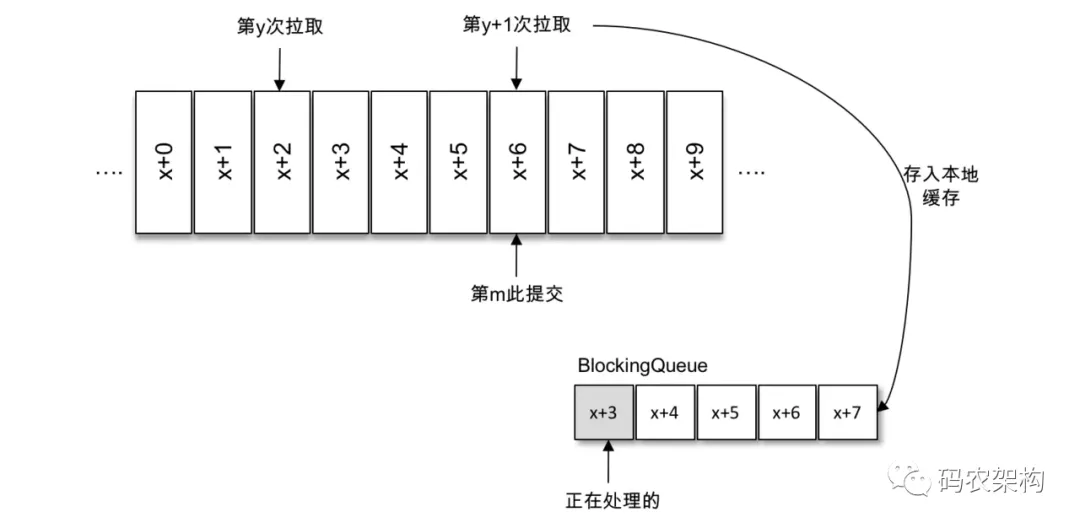 第y次拉取
第y+1次拉取
....
x+0
x+1
x+2
x+3
x+4
x+5
x+6
x+7
x+8
x+9
....
存入本地
缓存
第m此提交
BlockingQueue
x+3
x+4
x+5
x+6
x+7
正在处理的
码农架构